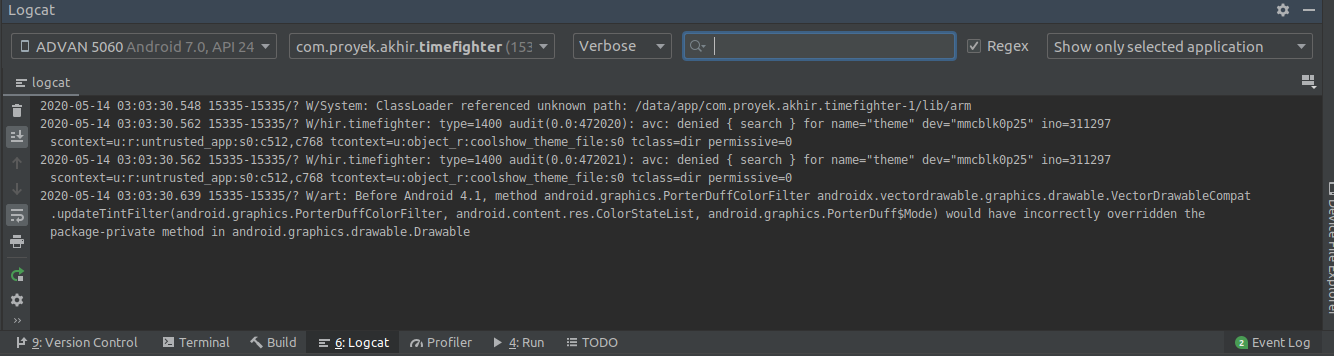 Logcat
ADVAN 5060 Android 7.0, API 24
com.proyek.akhir.timefighter (153
Verbose
Regex
Show only selected application
logcat
2020-05-14 03:03:30.548 15335-15335/? W/System: ClassLoader referenced unknown path: /data/app/com.proyek.akhir.timefighter-1/lib/arm
2020-05-14 03:03:30.562 15335-15335/? W/hir.timefighter: type=1400 audit(0.0:472020): avc: denied { search } for name="theme" dev="mmcblk0p25" ino=311297
scontext=u:r:untrusted_app:s0:c512,c768 tcontext=u:object_r:coolshow_theme_file:s0 tclass=dir permissive=0
2020-05-14 03:03:30.562 15335-15335/? W/hir.timefighter: type=1400 audit(0.0:472021): avc: denied { search } for name="theme" dev="mmcblk0p25" ino=311297
scontext=u:r:untrusted_app:s0:c512,c768 tcontext=u:object_r:coolshow_theme_file:s0 tclass=dir permissive=0
2020-05-14 03:03:30.639 15335-15335/? W/art: Before Android 4.1, method android.graphics.PorterDuffColorFilter androidx.vectordrawable.graphics.drawable.VectorDrawableCompat
.updateTintFilter(android.graphics.PorterDuffColorFilter, android.content.res.ColorStateList, android.graphics.PorterDuff$Mode) would have incorrectly overridden the
package-private method in android.graphics.drawable.Drawable
Device File Explorer
9: Version Control
Terminal
Build
6: Logcat
Profiler
4: Run
TODO
2 Event Log